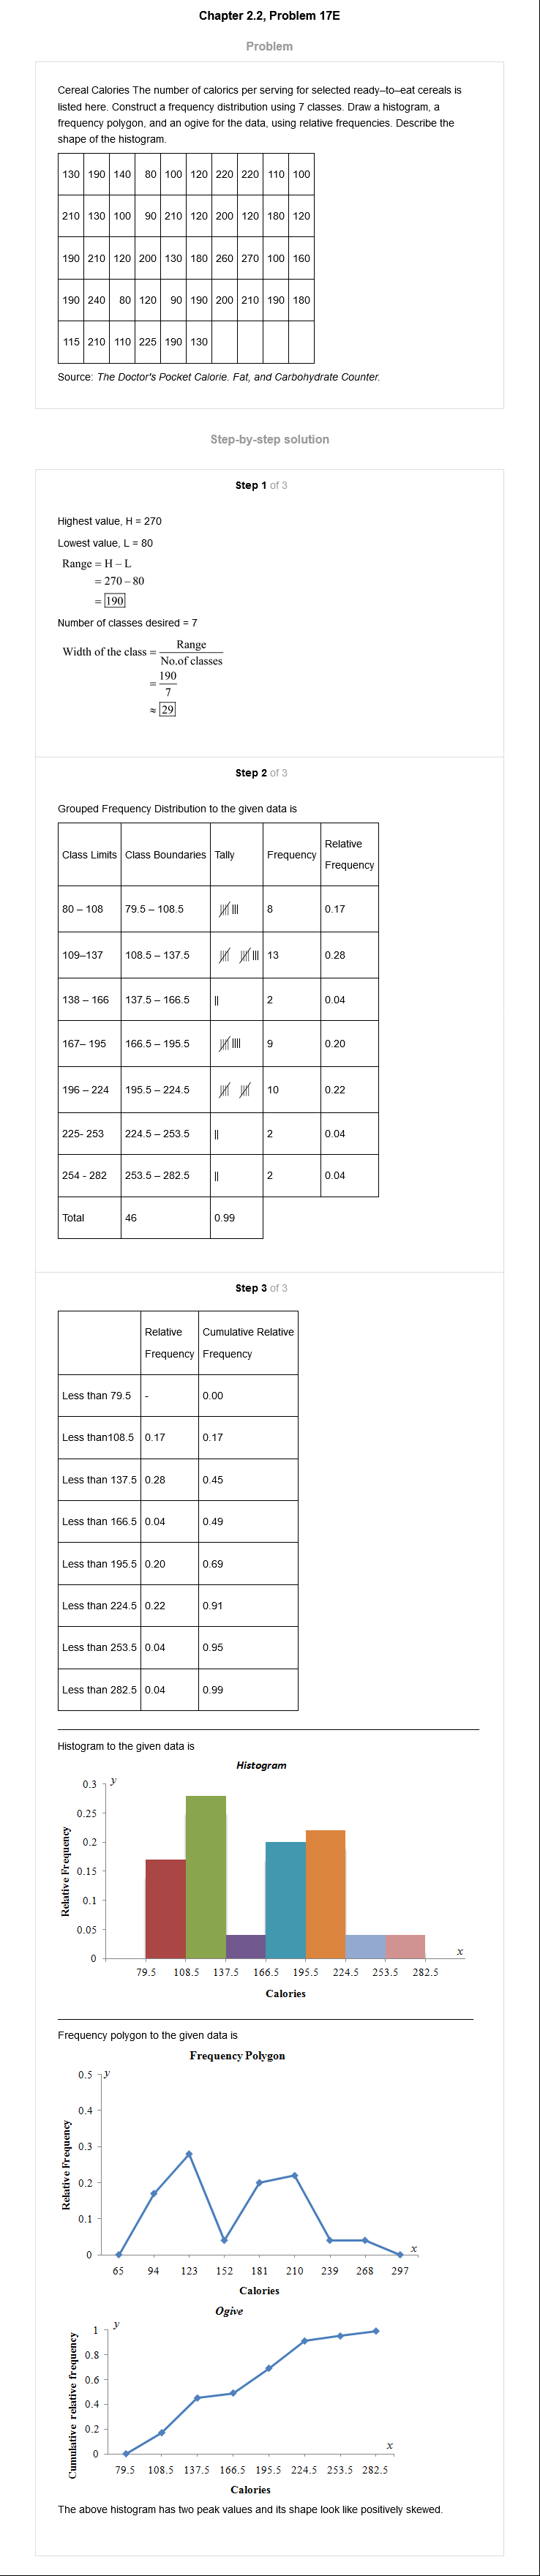 Chapter 2.2, Problem 17E
Problem
Cereal Calories The number of calorics per serving for selected ready–to–eat cereals is
listed here. Construct a frequency distribution using 7 classes. Draw a histogram, a
frequency polygon, and an ogive for the data, using relative frequencies. Describe the
shape of the histogram.
130 190 140 80 100 120 220 220 110 100
210 130 100 90 210 120 200 120 180 120
190 210 120 200 130 180 260 270 100 160
190 240 80 120 90 190 200 210 190 180
115 210 110 225 190 130
Source: The Doctor's Pocket Calorie. Fat, and Carbohydrate Counter.
Step-by-step solution
Step 1 of 3
Highest value, H = 270
Lowest value, L = 80
Range = H – L
= 270 – 80
= 190
Number of classes desired = 7
Width of the class = Range
No.of classes
= 190
7
≈ 29
Step 2 of 3
Grouped Frequency Distribution to the given data is
Class Limits Class Boundaries Tally Frequency Relative
Frequency
80 – 108 79.5 – 108.5 8 0.17
109–137 108.5 – 137.5 13 0.28
138 – 166 137.5 – 166.5 || 2 0.04
167– 195 166.5 – 195.5 9 0.20
196 – 224 195.5 – 224.5 10 0.22
225- 253 224.5 – 253.5 || 2 0.04
254 - 282 253.5 – 282.5 || 2 0.04
Total 46 0.99
Step 3 of 3
Relative Cumulative Relative
Frequency Frequency
Less than 79.5 - 0.00
Less than108.5 0.17 0.17
Less than 137.5 0.28 0.45
Less than 166.5 0.04 0.49
Less than 195.5 0.20 0.69
Less than 224.5 0.22 0.91
Less than 253.5 0.04 0.95
Less than 282.5 0.04 0.99
Histogram to the given data is
Histogram
y
0.3
0.25
0.2
0.15
0.1
0.05
0
Relative Frequency
x
79.5 108.5 137.5 166.5 195.5 224.5 253.5 282.5
Calories
Frequency polygon to the given data is
Frequency Polygon
y
0.5
0.4
0.3
0.2
0.1
0
Relative Frequency
x
65 94 123 152 181 210 239 268 297
Calories
Ogive
y
1
0.8
0.6
0.4
0.2
0
Cumulative relative frequency
x
79.5 108.5 137.5 166.5 195.5 224.5 253.5 282.5
Calories
The above histogram has two peak values and its shape look like positively skewed.